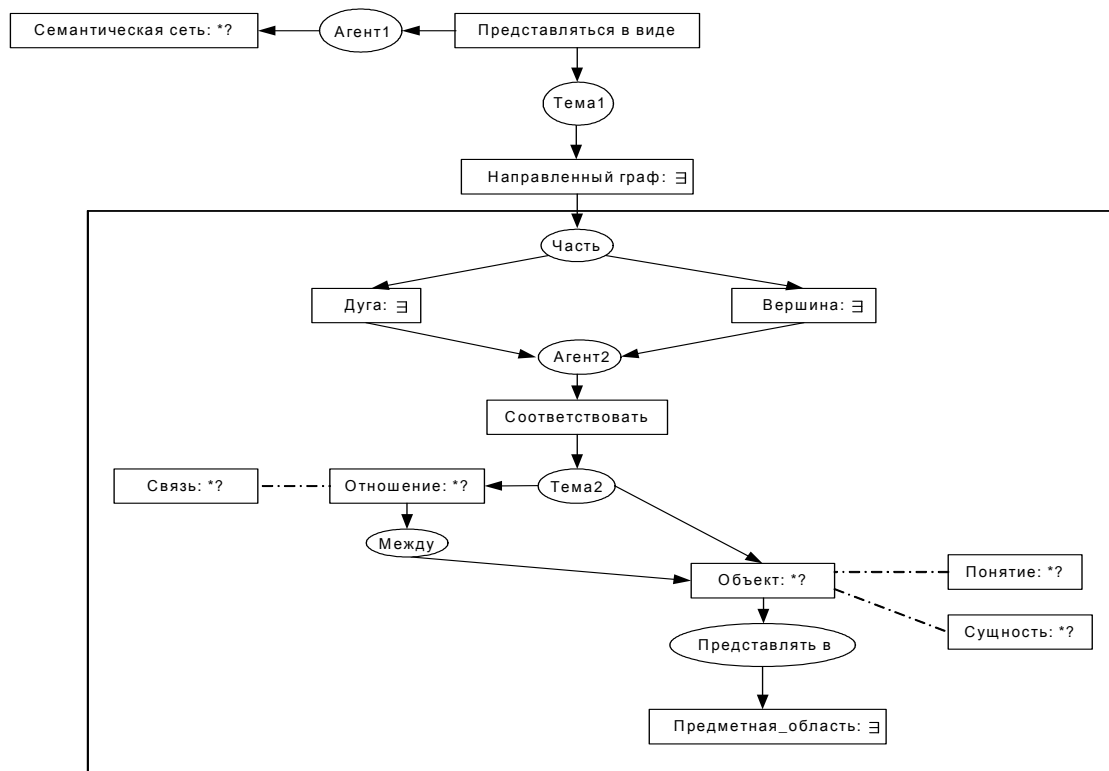 Семантическая сеть: *?
Агент1
Представляться в виде
Тема1
Направленный граф: ∃
Часть
Дуга: ∃
Вершина: ∃
Агент2
Соответствовать
Связь: *?
Отношение: *?
Тема2
Между
Объект: *?
Понятие: *?
Сущность: *?
Представлять в
Предметная_область: ∃